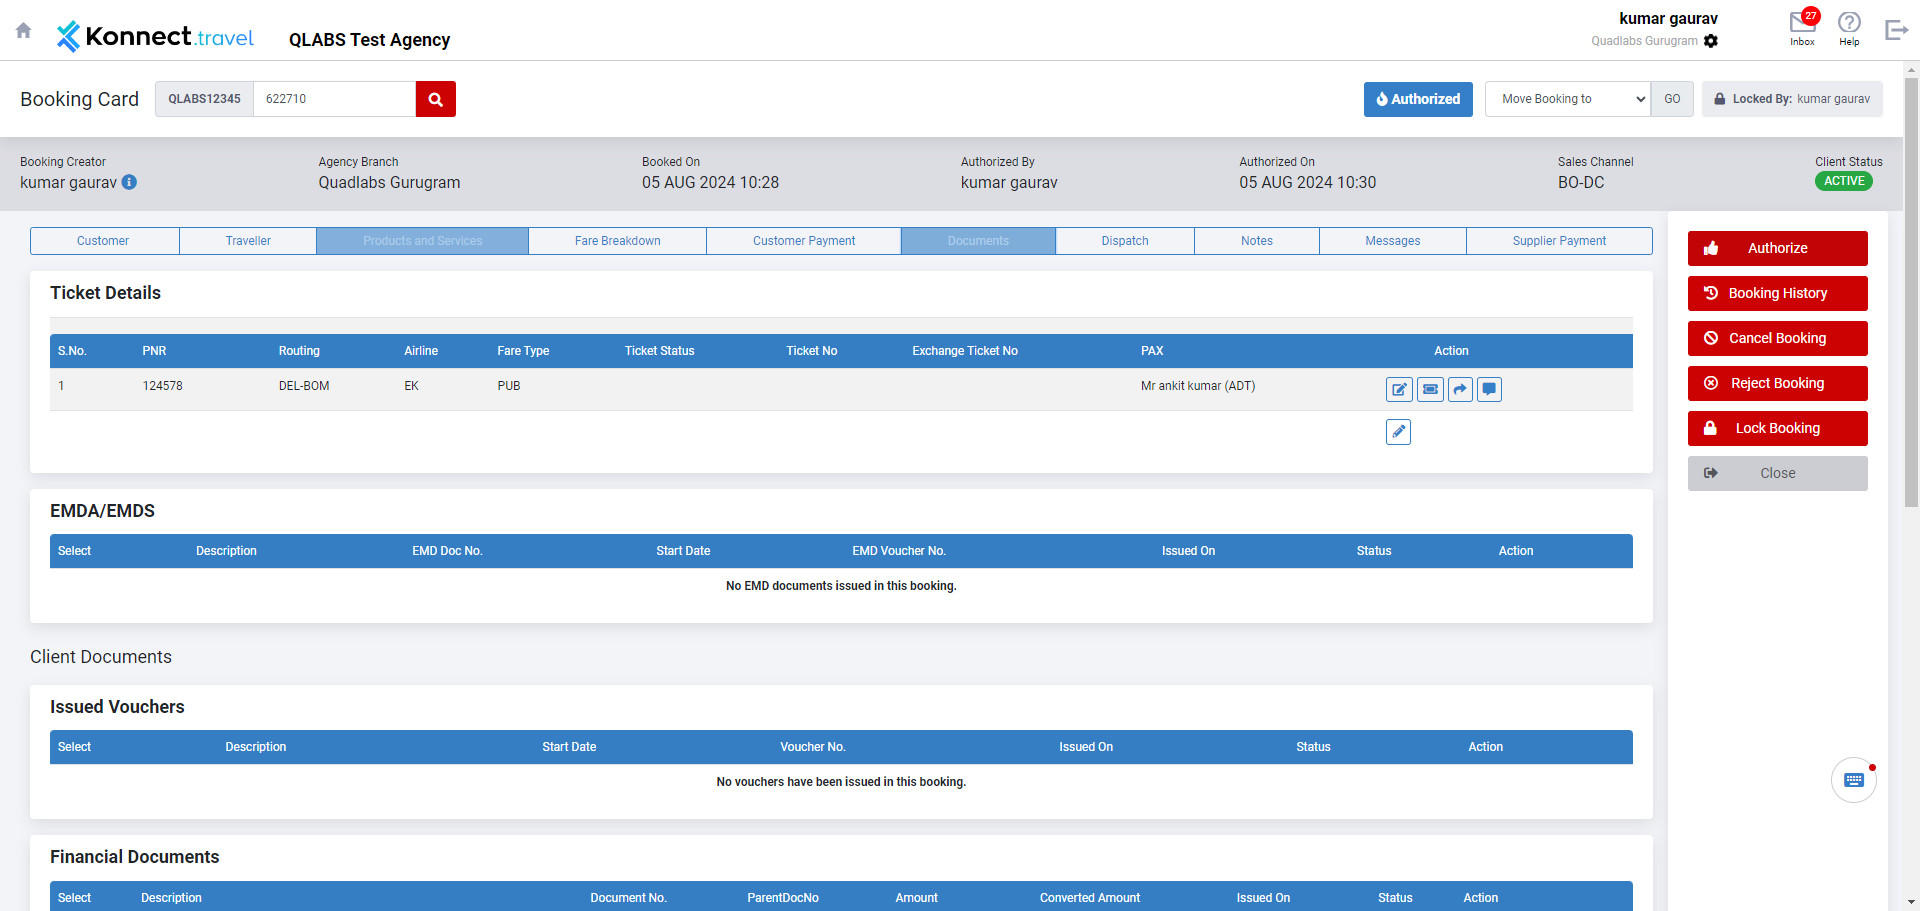 Konnect.travel
QLABS Test Agency
kumar gaurav
Quadlabs Gurugram
27
Inbox
Help
Booking Card
QLABS12345
622710
Authorized
Move Booking to
GO
Locked By: kumar gaurav
Booking Creator
kumar gaurav
Agency Branch
Quadlabs Gurugram
Booked On
05 AUG 2024 10:28
Authorized By
kumar gaurav
Authorized On
05 AUG 2024 10:30
Sales Channel
BO-DC
Client Status
ACTIVE
Customer
Traveller
Products and Services
Fare Breakdown
Customer Payment
Documents
Dispatch
Notes
Messages
Supplier Payment
Authorize
Booking History
Cancel Booking
Reject Booking
Lock Booking
Close
Ticket Details
S.No. PNR Routing Airline Fare Type Ticket Status Ticket No Exchange Ticket No PAX Action
1 124578 DEL-BOM EK PUB Mr ankit kumar (ADT)
EMDA/EMDS
Select Description EMD Doc No. Start Date EMD Voucher No. Issued On Status Action
No EMD documents issued in this booking.
Client Documents
Issued Vouchers
Select Description Start Date Voucher No. Issued On Status Action
No vouchers have been issued in this booking.
Financial Documents
Select Description Document No. ParentDocNo Amount Converted Amount Issued On Status Action